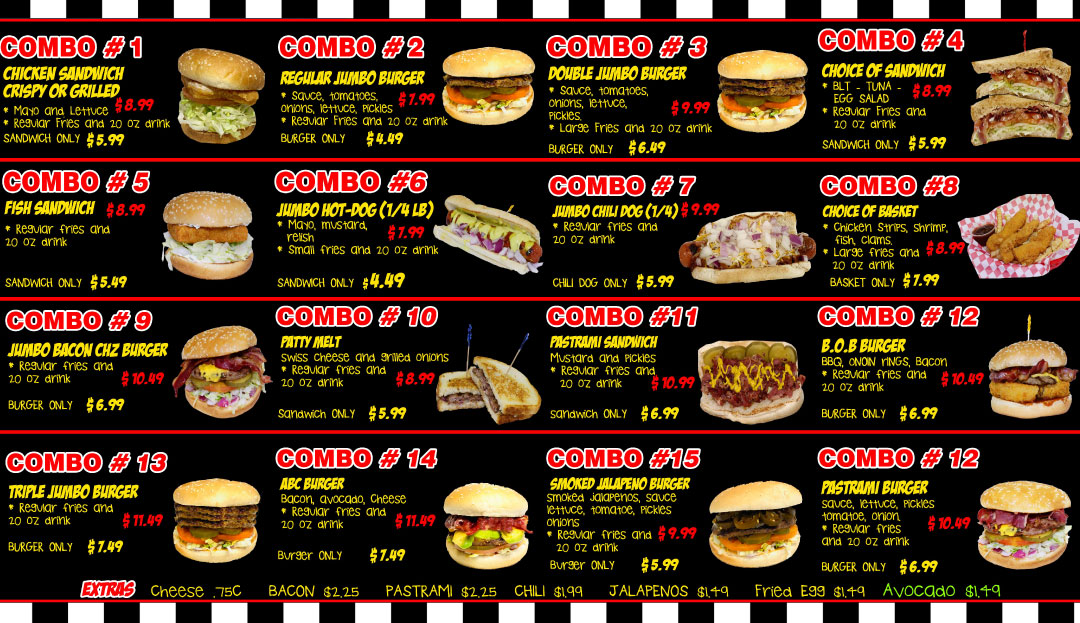 COMBO # 1
CHICKEN SANDWICH
CRISPY OR GRILLED
* Mayo and Lettuce $8.99
* Regular Fries and 20 oz drink
SANDWICH ONLY $5.99
COMBO # 2
REGULAR JUMBO BURGER
* Sauce, tomatoes, $7.99
onions, lettuce, pickles
* Regular Fries and 20 oz drink
BURGER ONLY $4.49
COMBO # 3
DOUBLE JUMBO BURGER
* Sauce, tomatoes,
onions, lettuce, $9.99
pickles.
* Large Fries and 20 oz drink
BURGER ONLY $6.49
COMBO # 4
CHOICE OF SANDWICH
* BLT - TUNA - $8.99
EGG SALAD
* Regular Fries and
20 oz drink
SANDWICH ONLY $5.99
COMBO # 5
FISH SANDWICH $8.99
* Regular fries and
20 oz drink
SANDWICH ONLY $5.49
COMBO #6
JUMBO HOT-DOG (1/4 LB)
* Mayo, mustard, $7.99
relish
* Small fries and 20 oz drink
SANDWICH ONLY $4.49
COMBO # 7
JUMBO CHILI DOG (1/4) $9.99
* Regular fries and
20 oz drink
CHILI DOG ONLY $5.99
COMBO #8
CHOICE OF BASKET
* Chicken Strips, shrimp,
fish, clams.
* Large fries and $8.99
20 oz drink
BASKET ONLY $7.99
COMBO # 9
JUMBO BACON CHZ BURGER
* Regular fries and
20 oz drink $10.49
BURGER ONLY $6.99
COMBO # 10
PATTY MELT
swiss cheese and grilled onions
* Regular fries and
20 oz drink $8.99
Sandwich ONLY $5.99
COMBO #11
PASTRAMI SANDWICH
Mustard and Pickles
* Regular fries and
20 oz drink $10.99
Sandwich ONLY $6.99
COMBO # 12
B.O.B BURGER
BBQ, ONION RINGS, Bacon
* Regular fries and
20 oz drink $10.49
BURGER ONLY $6.99
COMBO # 13
TRIPLE JUMBO BURGER
* Regular fries and
20 oz drink $11.49
BURGER ONLY $7.49
COMBO # 14
ABC BURGER
Bacon, avocado, Cheese
* Regular fries and
20 oz drink $11.49
Burger ONLY $7.49
COMBO #15
SMOKED JALAPENO BURGER
smoked Jalapenos, sauce
lettuce, tomatoe, pickles
onions
* Regular fries and $9.99
20 oz drink
Burger ONLY $5.99
COMBO # 12
PASTRAMI BURGER
sauce, lettuce, pickles
tomatoe, onion.
* Regular fries $10.49
and 20 oz drink
BURGER ONLY $6.99
EXTRAS Cheese .75C BACON $2.25 PASTRAMI $2.25 CHILI $1.99 JALAPENOS $1.49 Fried Egg $1.49 Avocado $1.49